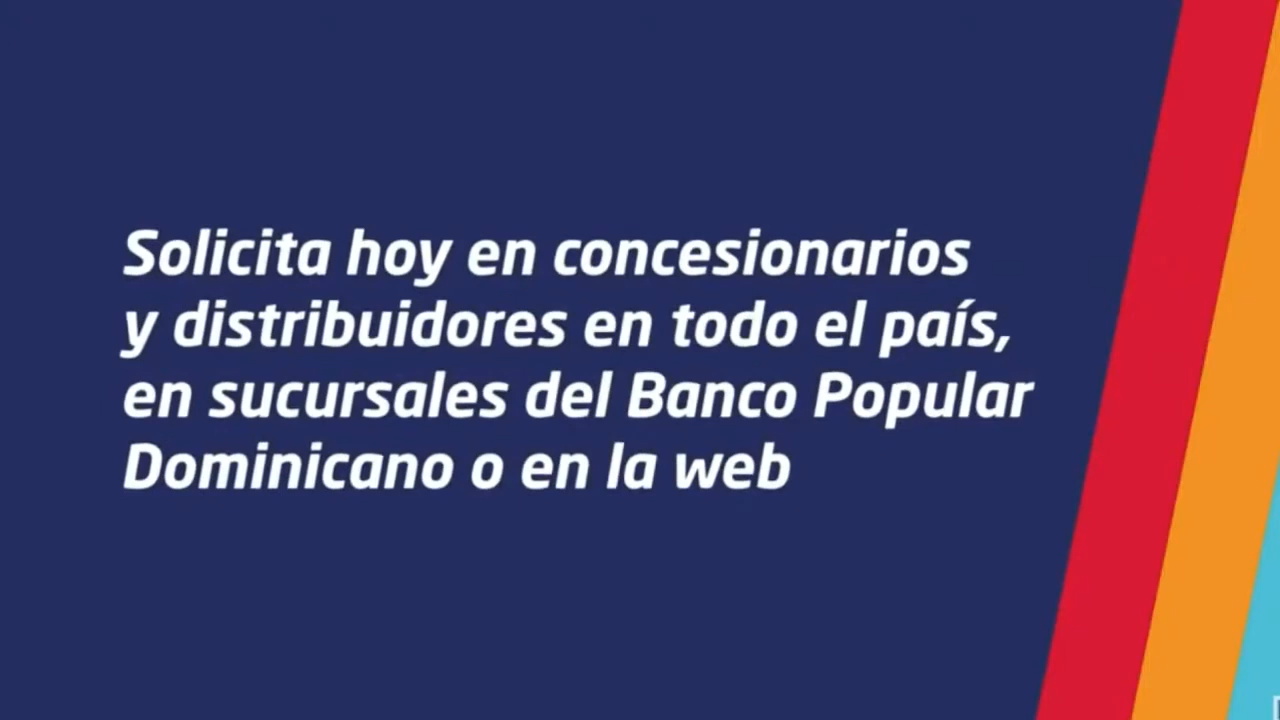 Solicita hoy en concesionarios
y distribuidores en todo el país,
en sucursales del Banco Popular
Dominicano o en la web